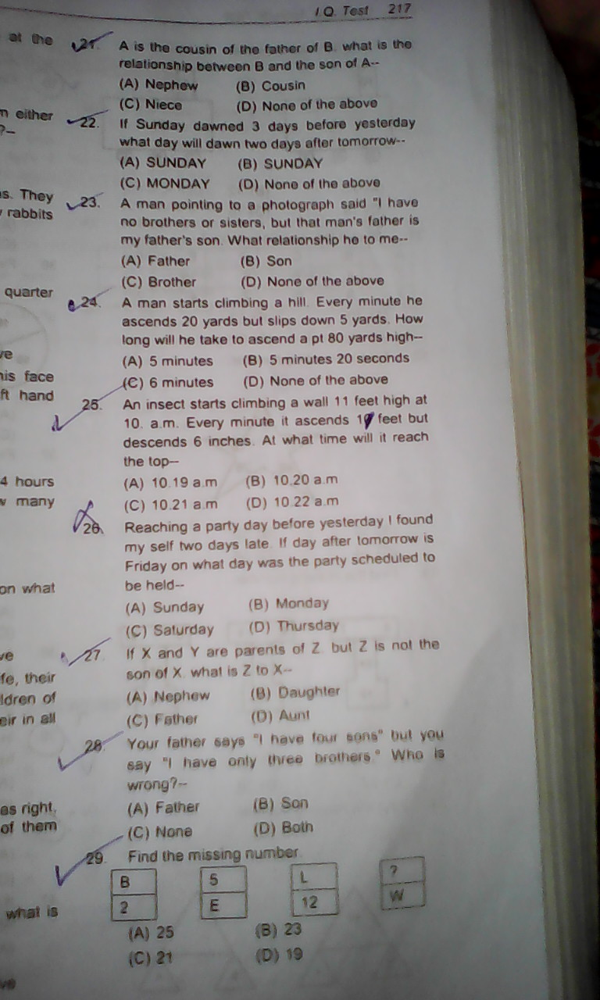 I.Q. Test 217
at the
n either
?–
s. They
rabbits
quarter
ve
his face
ft hand
4 hours
many
on what
ve
fe, their
ldren of
eir in all
as right.
of them
what is
ve
21. A is the cousin of the father of B. what is the
relationship between B and the son of A--
(A) Nephew (B) Cousin
(C) Niece (D) None of the above
22. If Sunday dawned 3 days before yesterday
what day will dawn two days after tomorrow--
(A) SUNDAY (B) SUNDAY
(C) MONDAY (D) None of the above
23. A man pointing to a photograph said "I have
no brothers or sisters, but that man's father is
my father's son. What relationship he to me--
(A) Father (B) Son
(C) Brother (D) None of the above
24. A man starts climbing a hill. Every minute he
ascends 20 yards but slips down 5 yards. How
long will he take to ascend a pt 80 yards high--
(A) 5 minutes (B) 5 minutes 20 seconds
(C) 6 minutes (D) None of the above
25. An insect starts climbing a wall 11 feet high at
10. a.m. Every minute it ascends 1 feet but
descends 6 inches. At what time will it reach
the top--
(A) 10.19 a.m (B) 10.20 a.m
(C) 10.21 a.m (D) 10.22 a.m
26. Reaching a party day before yesterday I found
my self two days late. If day after tomorrow is
Friday on what day was the party scheduled to
be held--
(A) Sunday (B) Monday
(C) Saturday (D) Thursday
27. If X and Y are parents of Z but Z is not the
son of X. what is Z to X--
(A) Nephew (B) Daughter
(C) Father (D) Aunt
28. Your father says "I have four sons" but you
say "I have only three brothers." Who is
wrong?--
(A) Father (B) Son
(C) None (D) Both
29. Find the missing number.
B 5 L ?
2 E 12 W
(A) 25 (B) 23
(C) 21 (D) 19